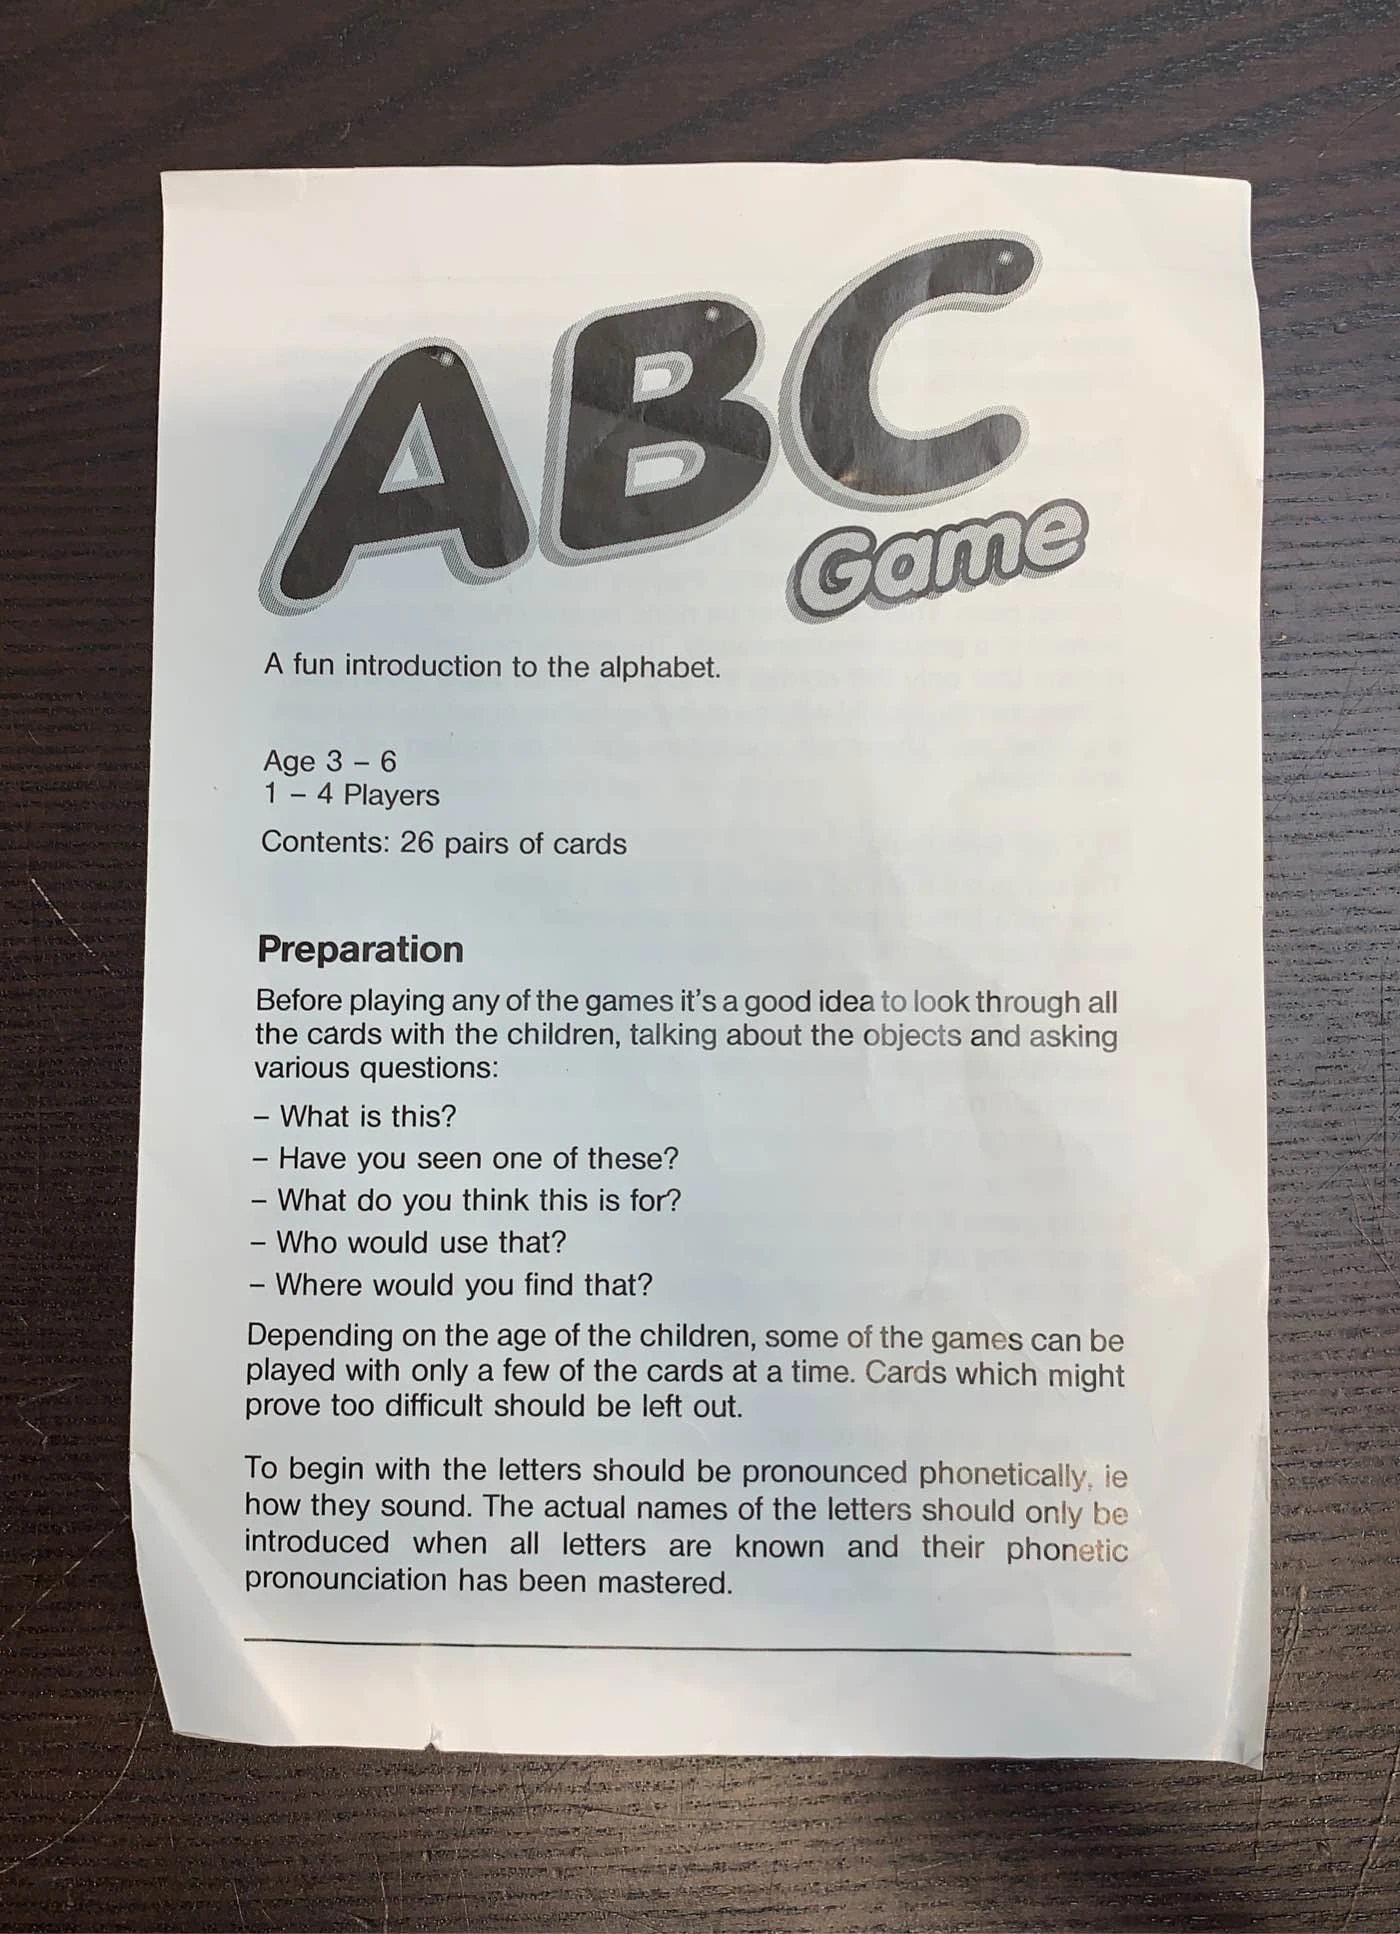 ABC
Game
A fun introduction to the alphabet.
Age 3 – 6
1 – 4 Players
Contents: 26 pairs of cards
Preparation
Before playing any of the games it's a good idea to look through all
the cards with the children, talking about the objects and asking
various questions:
– What is this?
– Have you seen one of these?
– What do you think this is for?
– Who would use that?
– Where would you find that?
Depending on the age of the children, some of the games can be
played with only a few of the cards at a time. Cards which might
prove too difficult should be left out.
To begin with the letters should be pronounced phonetically, ie
how they sound. The actual names of the letters should only be
introduced when all letters are known and their phonetic
pronounciation has been mastered.